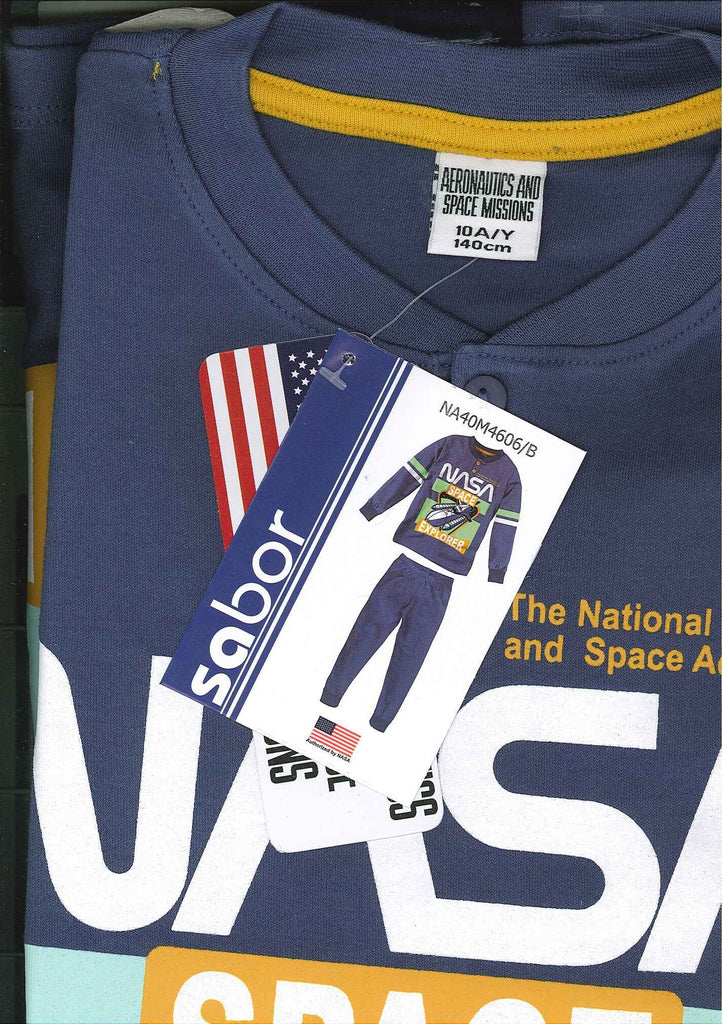 AERONAUTICS AND
SPACE MISSIONS
10A/Y
140cm
NA40M4606/B
NASA
SPACE
EXPLORER
sabor
Authorized by NASA
The National
and Space
NASA
SPACE